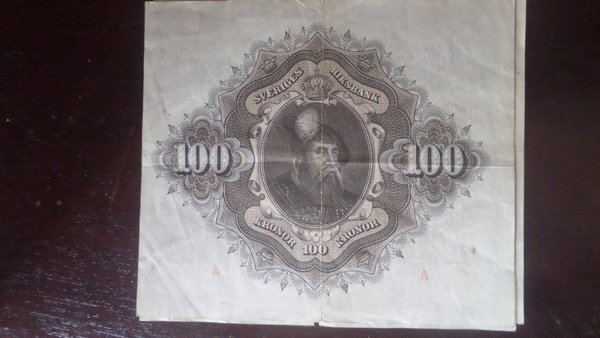 SVERIGES RIKSBANK
100 100
KRONOR 100 KRONOR
A A